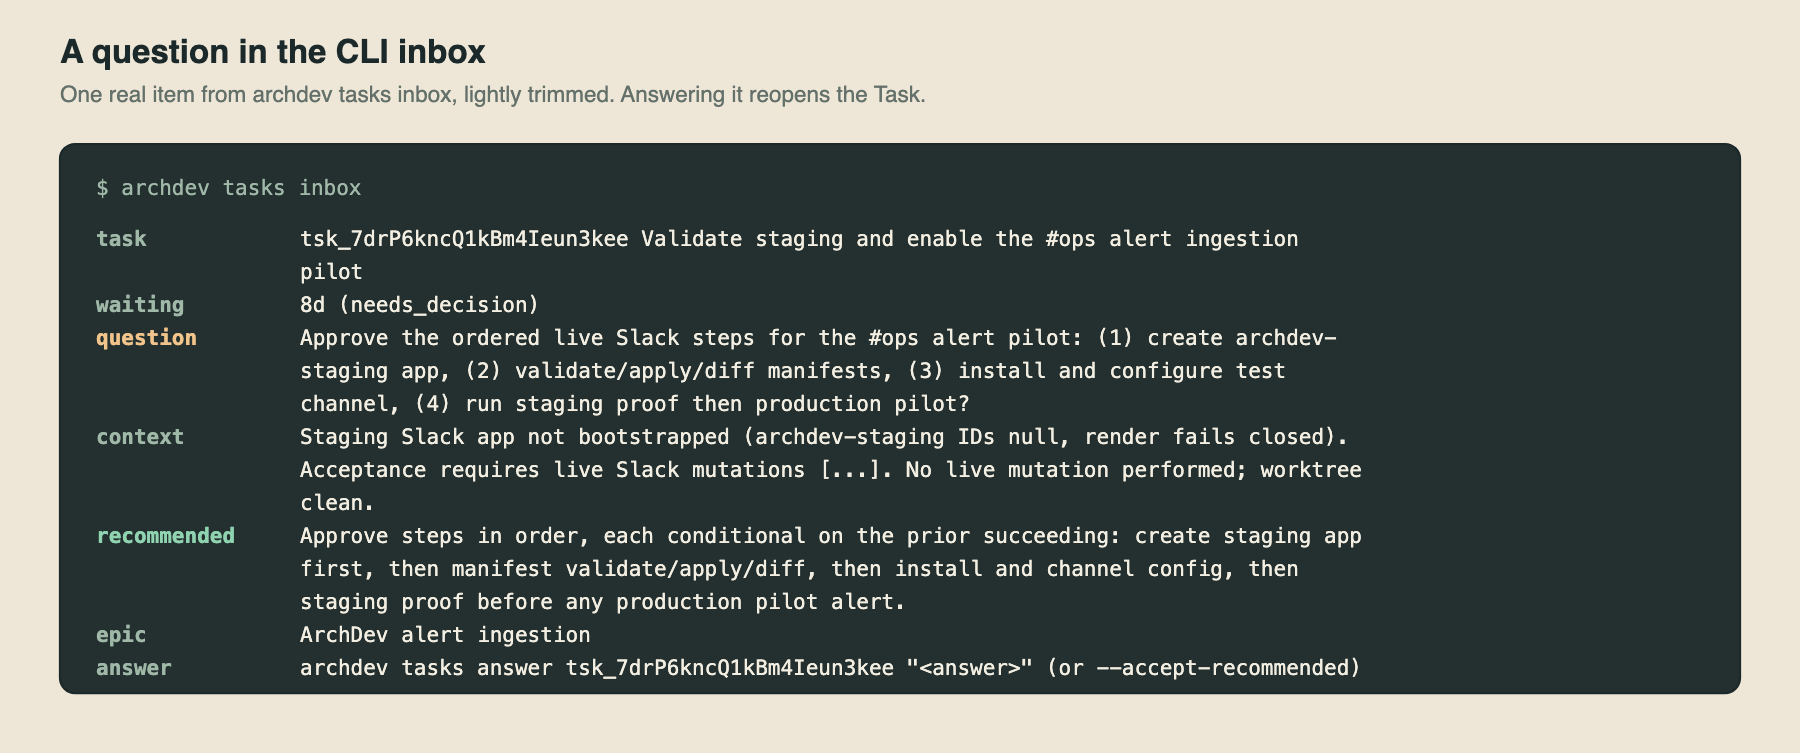 A question in the CLI inbox
One real item from archdev tasks inbox, lightly trimmed. Answering it reopens the Task.
$ archdev tasks inbox
task tsk_7drP6kncQ1kBm4Ieun3kee Validate staging and enable the #ops alert ingestion
pilot
waiting 8d (needs_decision)
question Approve the ordered live Slack steps for the #ops alert pilot: (1) create archdev-
staging app, (2) validate/apply/diff manifests, (3) install and configure test
channel, (4) run staging proof then production pilot?
context Staging Slack app not bootstrapped (archdev-staging IDs null, render fails closed).
Acceptance requires live Slack mutations [...]. No live mutation performed; worktree
clean.
recommended Approve steps in order, each conditional on the prior succeeding: create staging app
first, then manifest validate/apply/diff, then install and channel config, then
staging proof before any production pilot alert.
epic ArchDev alert ingestion
answer archdev tasks answer tsk_7drP6kncQ1kBm4Ieun3kee "<answer>" (or --accept-recommended)